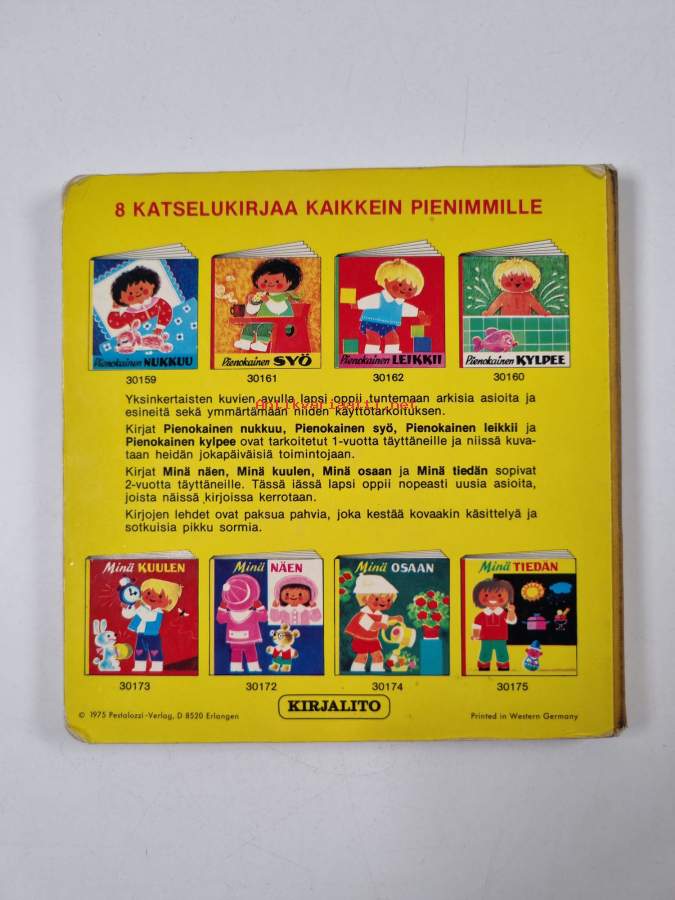 8 KATSELUKIRJAA KAIKKEIN PIENIMMILLE
Pienokainen NUKKUU
Pienokainen SYÖ
Pienokainen LEIKKII
Pienokainen KYLPEE
30159
30161
30162
30160
Yksinkertaisten kuvien avulla lapsi oppii tuntemaan arkisia asioita ja
esineitä sekä ymmärtämään niiden käyttötarkoituksen.
Antikvariaatit.net
Kirjat Pienokainen nukkuu, Pienokainen syö, Pienokainen leikkii ja
Pienokainen kylpee ovat tarkoitetut 1-vuotta täyttäneille ja niissä kuva-
taan heidän jokapäiväisiä toimintojaan.
Kirjat Minä näen, Minä kuulen, Minä osaan ja Minä tiedän sopivat
2-vuotta täyttäneille. Tässä iässä lapsi oppii nopeasti uusia asioita,
joista näissä kirjoissa kerrotaan.
Kirjojen lehdet ovat paksua pahvia, joka kestää kovaakin käsittelyä ja
sotkuisia pikku sormia.
Minä KUULEN
Minä NÄEN
Minä OSAAN
Minä TIEDÄN
30173
30172
30174
30175
KIRJALITO
© 1975 Pestalozzi-Verlag, D 8520 Erlangen
Printed in Western Germany